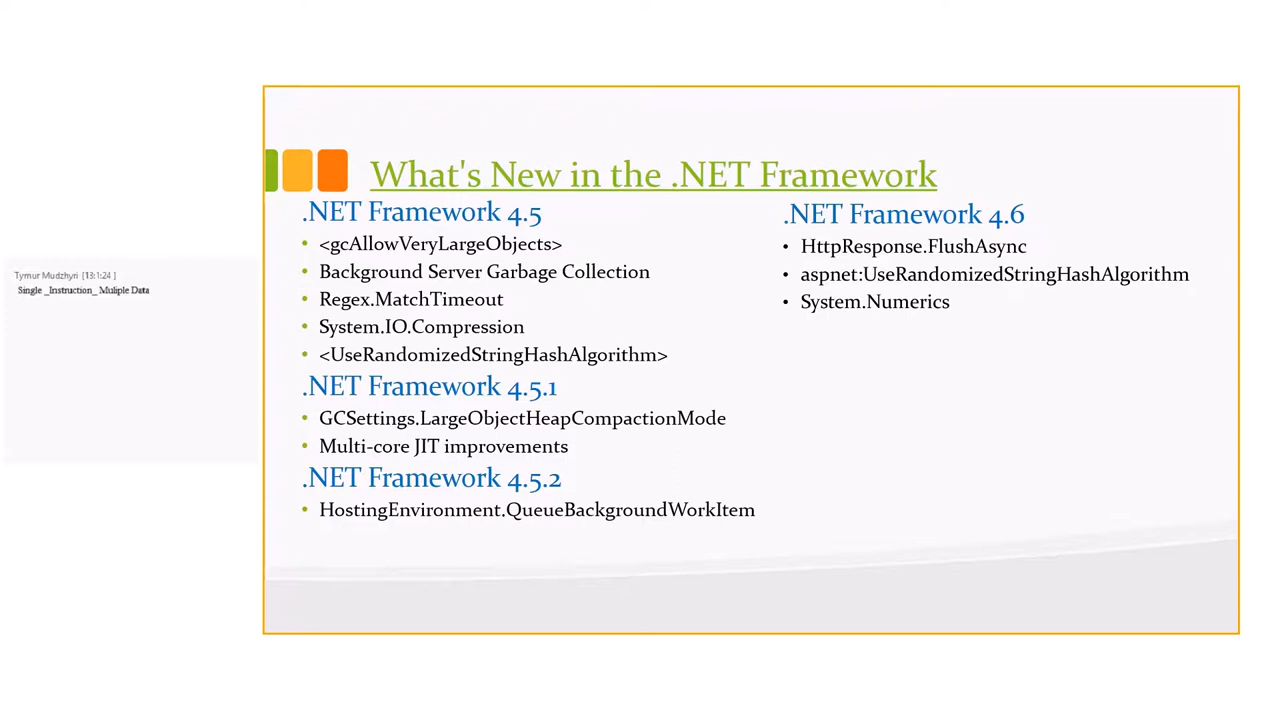 Tymur Mudzhyri [13:1:24 ]
Single _Instruction_ Muliple Data
What's New in the .NET Framework
.NET Framework 4.5
<gcAllowVeryLargeObjects>
Background Server Garbage Collection
Regex.MatchTimeout
System.IO.Compression
<UseRandomizedStringHashAlgorithm>
.NET Framework 4.5.1
GCSettings.LargeObjectHeapCompactionMode
Multi-core JIT improvements
.NET Framework 4.5.2
HostingEnvironment.QueueBackgroundWorkItem
.NET Framework 4.6
HttpResponse.FlushAsync
aspnet:UseRandomizedStringHashAlgorithm
System.Numerics